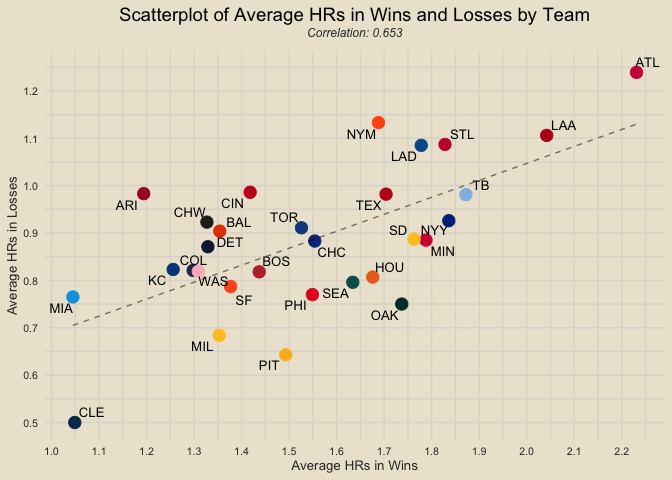 Scatterplot of Average HRs in Wins and Losses by Team
Correlation: 0.653
Average HRs in Losses
1.2
1.1
1.0
0.9
0.8
0.7
0.6
0.5
ATL
NYM
STL
LAA
LAD
ARI
CIN
TEX
TB
CHW
BAL
TOR
SD
NYY
DET
CHC
MIN
COL
BOS
HOU
KC
WAS
SF
SEA
MIA
PHI
OAK
MIL
PIT
CLE
1.0 1.1 1.2 1.3 1.4 1.5 1.6 1.7 1.8 1.9 2.0 2.1 2.2
Average HRs in Wins